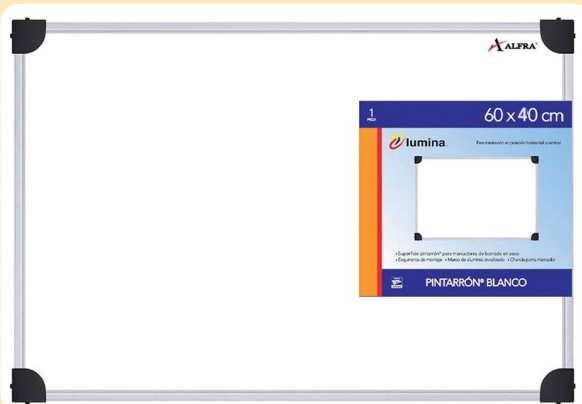 ALFRA
1
PIEZA
60 x 40 cm
lumina
Para instalación en posición horizontal o vertical
• Superficie pintarrón® para marcadores de borrado en seco
• Esquinero de montaje • Marco de aluminio anodizado • Charola porta marcador
PINTARRÓN® BLANCO